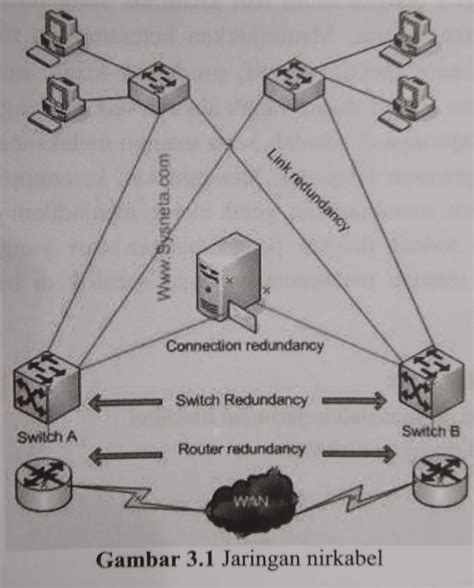 Link redundancy
Www.Sysneta.com
Connection redundancy
Switch Redundancy
Switch A
Switch B
Router redundancy
WAN
Gambar 3.1 Jaringan nirkabel